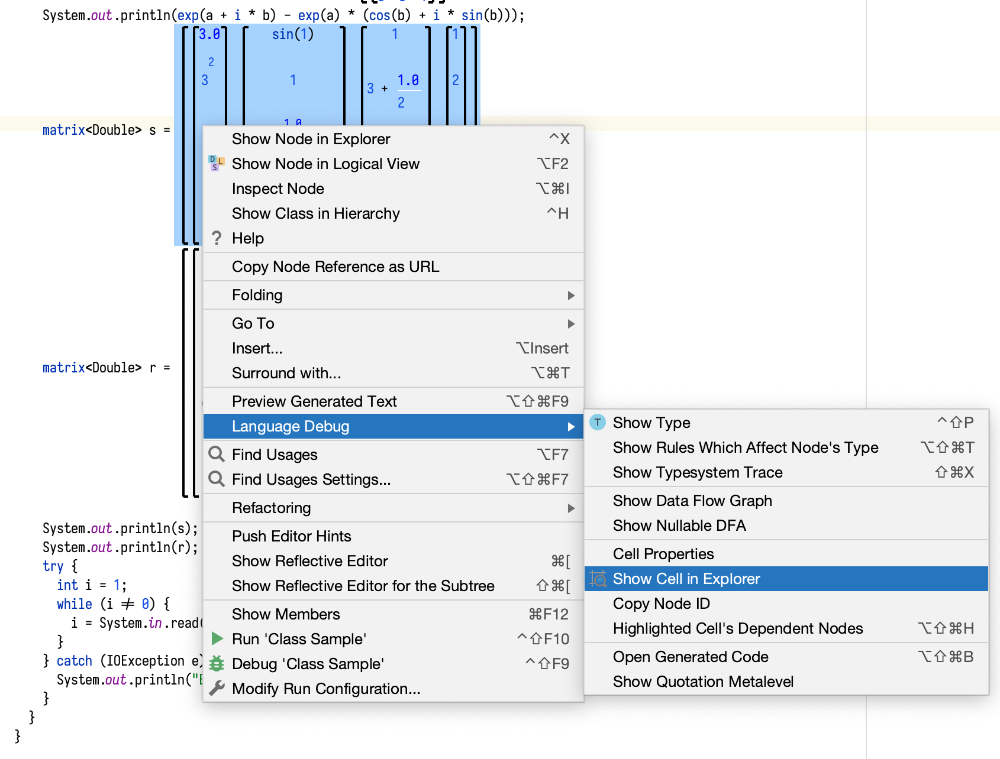 System.out.println(exp(a + i * b) - exp(a) * (cos(b) + i * sin(b)));
3.0 sin(1) 1 1
2
3 1 3 + 1.0 2
2
1.0
matrix<Double> s =
Show Node in Explorer ^X
Show Node in Logical View ⌥F2
Inspect Node ⌥⌘I
Show Class in Hierarchy ^H
? Help
Copy Node Reference as URL
Folding
Go To
Insert... ⌥Insert
Surround with... ⌥⌘T
matrix<Double> r =
Preview Generated Text ⌥⇧⌘F9
Language Debug
Find Usages ⌥F7
Find Usages Settings... ⌥⇧⌘F7
Refactoring
Push Editor Hints
Show Reflective Editor ⌘[
Show Reflective Editor for the Subtree ⇧⌘[
Show Members ⌘F12
Run 'Class Sample' ^⇧F10
Debug 'Class Sample' ^⇧F9
Modify Run Configuration...
T Show Type ^⇧P
Show Rules Which Affect Node's Type ⌥⇧⌘T
Show Typesystem Trace ⇧⌘X
Show Data Flow Graph
Show Nullable DFA
Cell Properties
Show Cell in Explorer
Copy Node ID
Highlighted Cell's Dependent Nodes ⌥⇧⌘H
Open Generated Code ⌥⇧⌘B
Show Quotation Metalevel
System.out.println(s);
System.out.println(r);
try {
int i = 1;
while (i ≠ 0) {
i = System.in.read(
}
} catch (IOException e)
System.out.println("
}
}
}